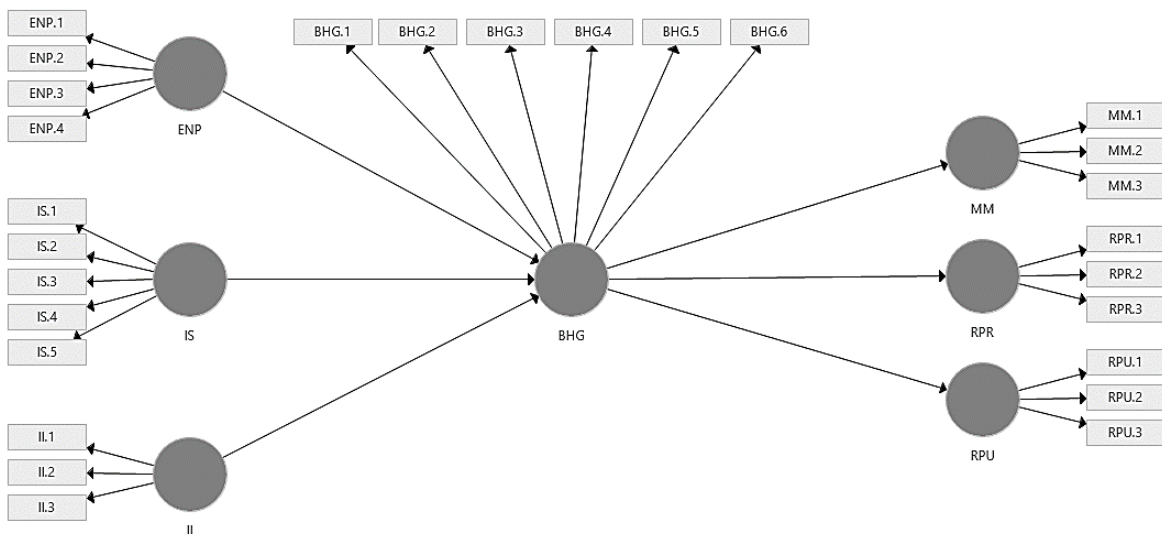 ENP.1
ENP.2
ENP.3
ENP.4
ENP
BHG.1
BHG.2
BHG.3
BHG.4
BHG.5
BHG.6
IS.1
IS.2
IS.3
IS.4
IS.5
IS
BHG
II.1
II.2
II.3
II
MM.1
MM.2
MM.3
MM
RPR.1
RPR.2
RPR.3
RPR
RPU.1
RPU.2
RPU.3
RPU